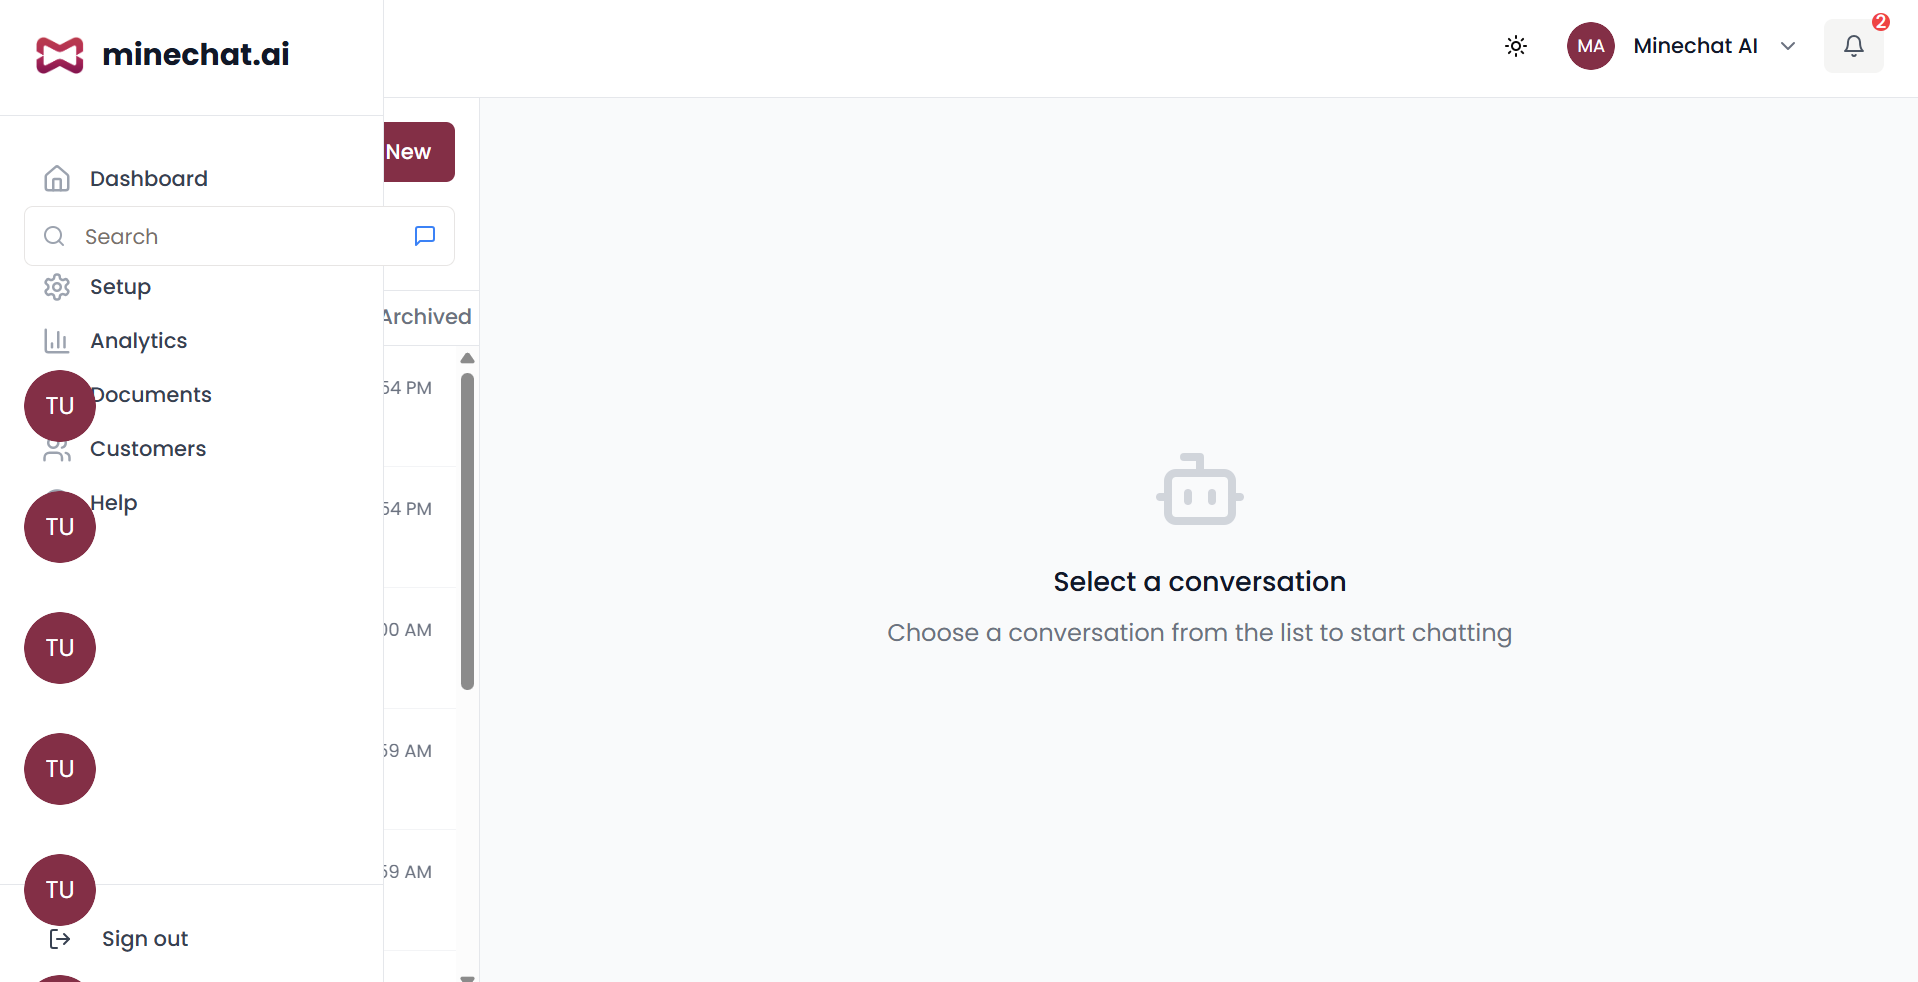 minechat.ai
MA
Minechat AI
2
New
Dashboard
Search
Setup
Archived
Analytics
54 PM
Documents
TU
Customers
Help
54 PM
TU
Select a conversation
Choose a conversation from the list to start chatting
00 AM
TU
59 AM
TU
59 AM
TU
Sign out